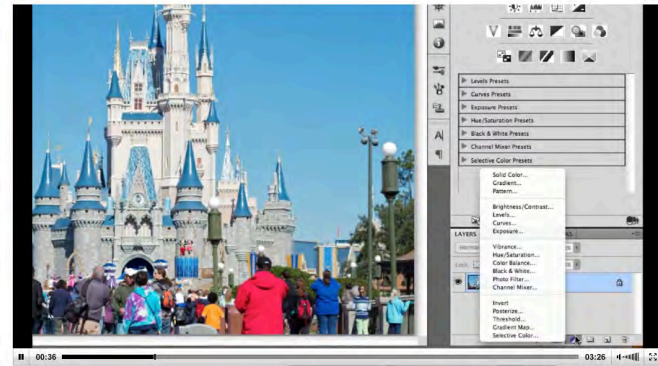 Levels Presets
Curves Presets
Exposure Presets
Hue/Saturation Presets
Black & White Presets
Channel Mixer Presets
Selective Color Presets
Solid Color...
Gradient...
Pattern...
Brightness/Contrast...
Levels...
Curves...
Exposure...
Vibrance...
Hue/Saturation...
Color Balance...
Black & White...
Photo Filter...
Channel Mixer...
Invert
Posterize...
Threshold...
Gradient Map...
Selective Color...
LAYERS
00:36
03:26